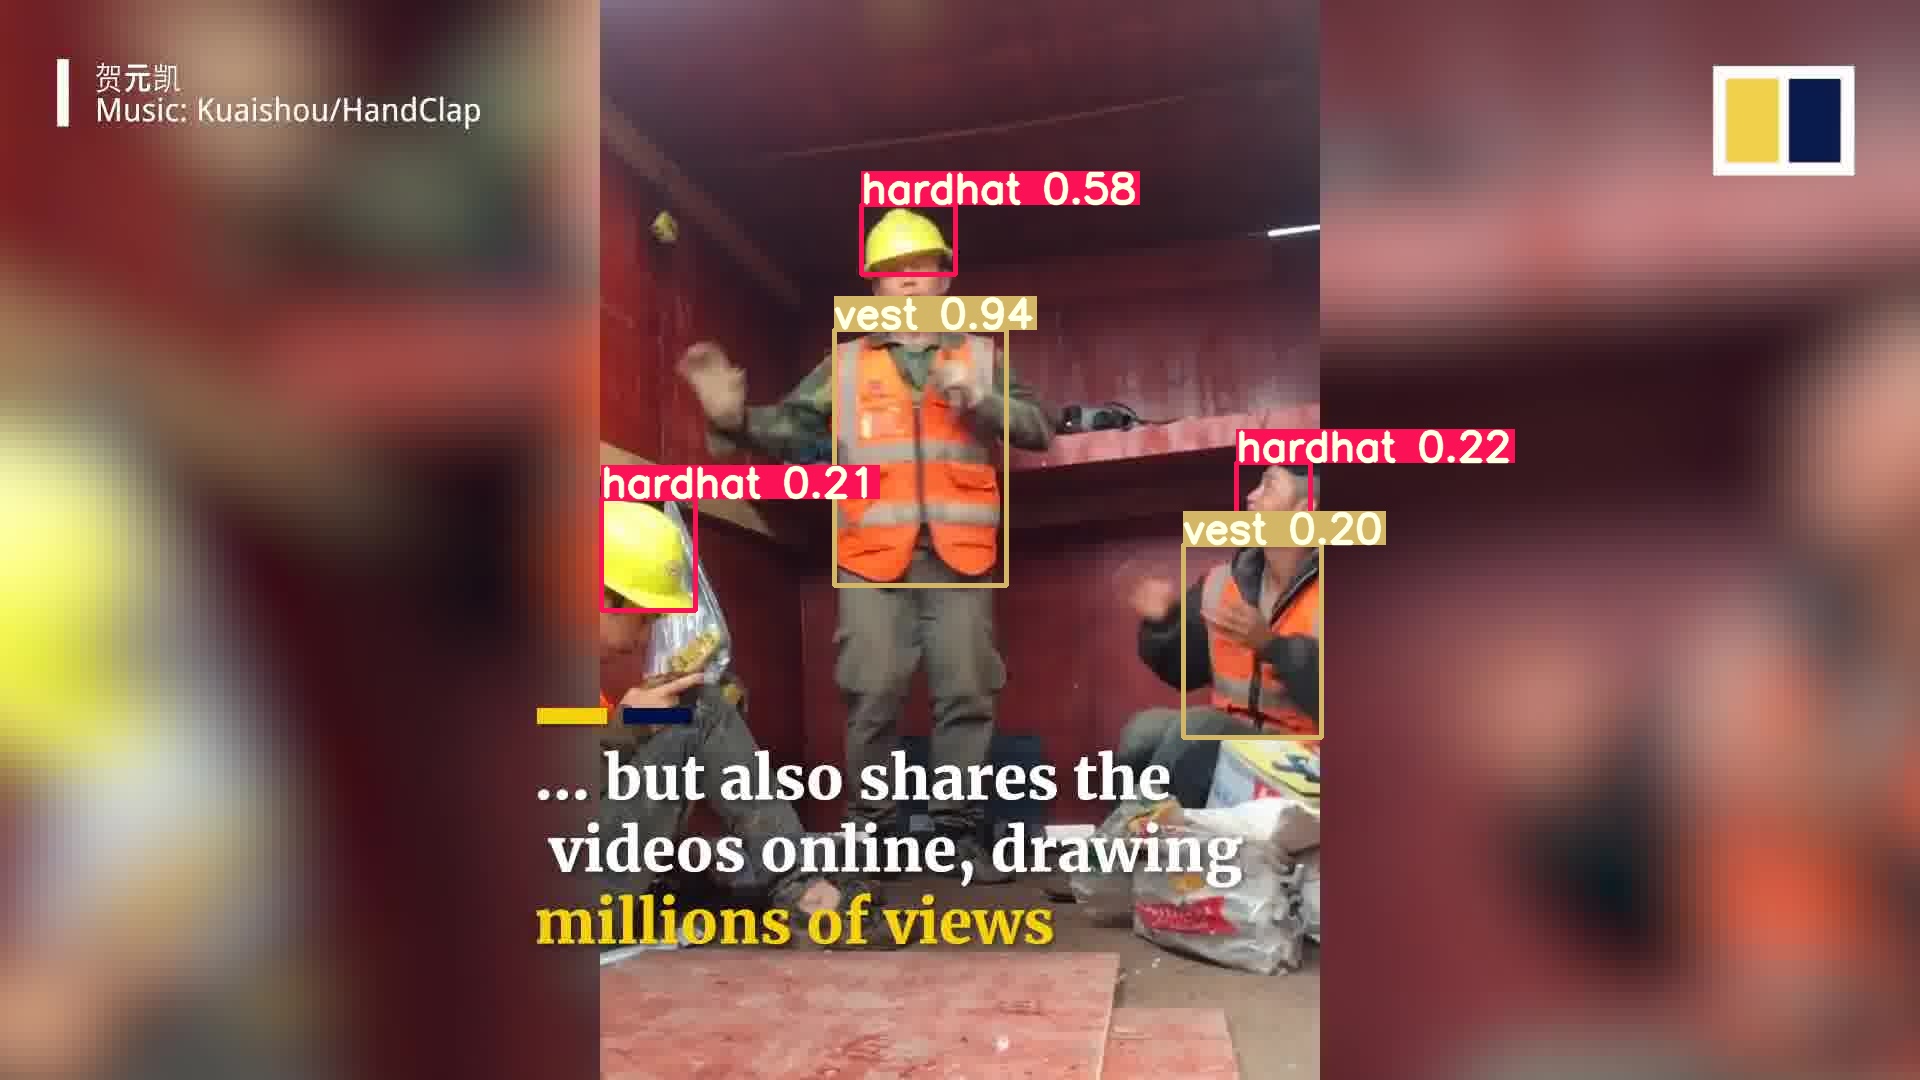 贺元凯
Music: Kuaishou/HandClap
hardhat 0.58
vest 0.94
hardhat 0.22
hardhat 0.21
vest 0.20
... but also shares the
videos online, drawing
millions of views